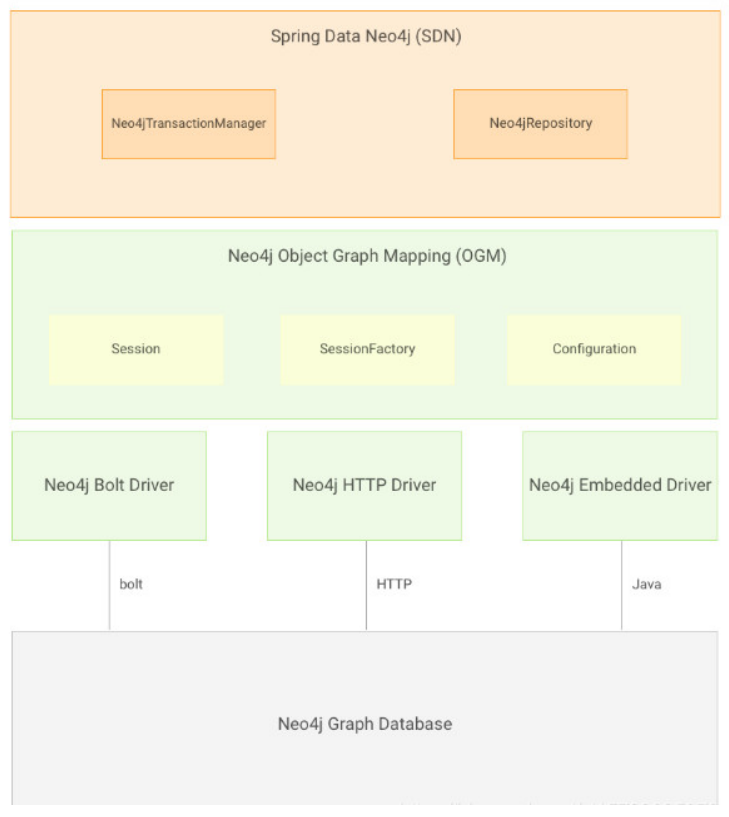 Spring Data Neo4j (SDN)
Neo4jTransactionManager
Neo4jRepository
Neo4j Object Graph Mapping (OGM)
Session
SessionFactory
Configuration
Neo4j Bolt Driver
Neo4j HTTP Driver
Neo4j Embedded Driver
bolt
HTTP
Java
Neo4j Graph Database